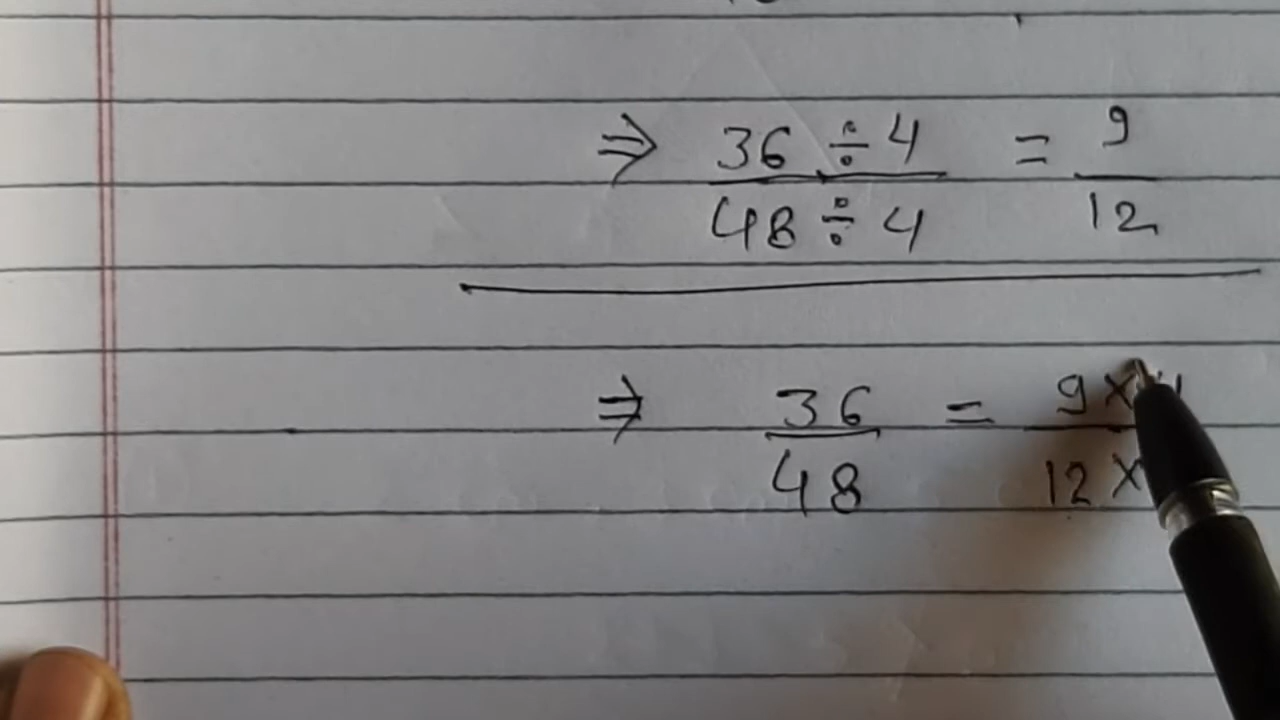 ⇒ 36 ÷ 4 = 9
48 ÷ 4 12
⇒ 36 = 9 ×
48 12 ×